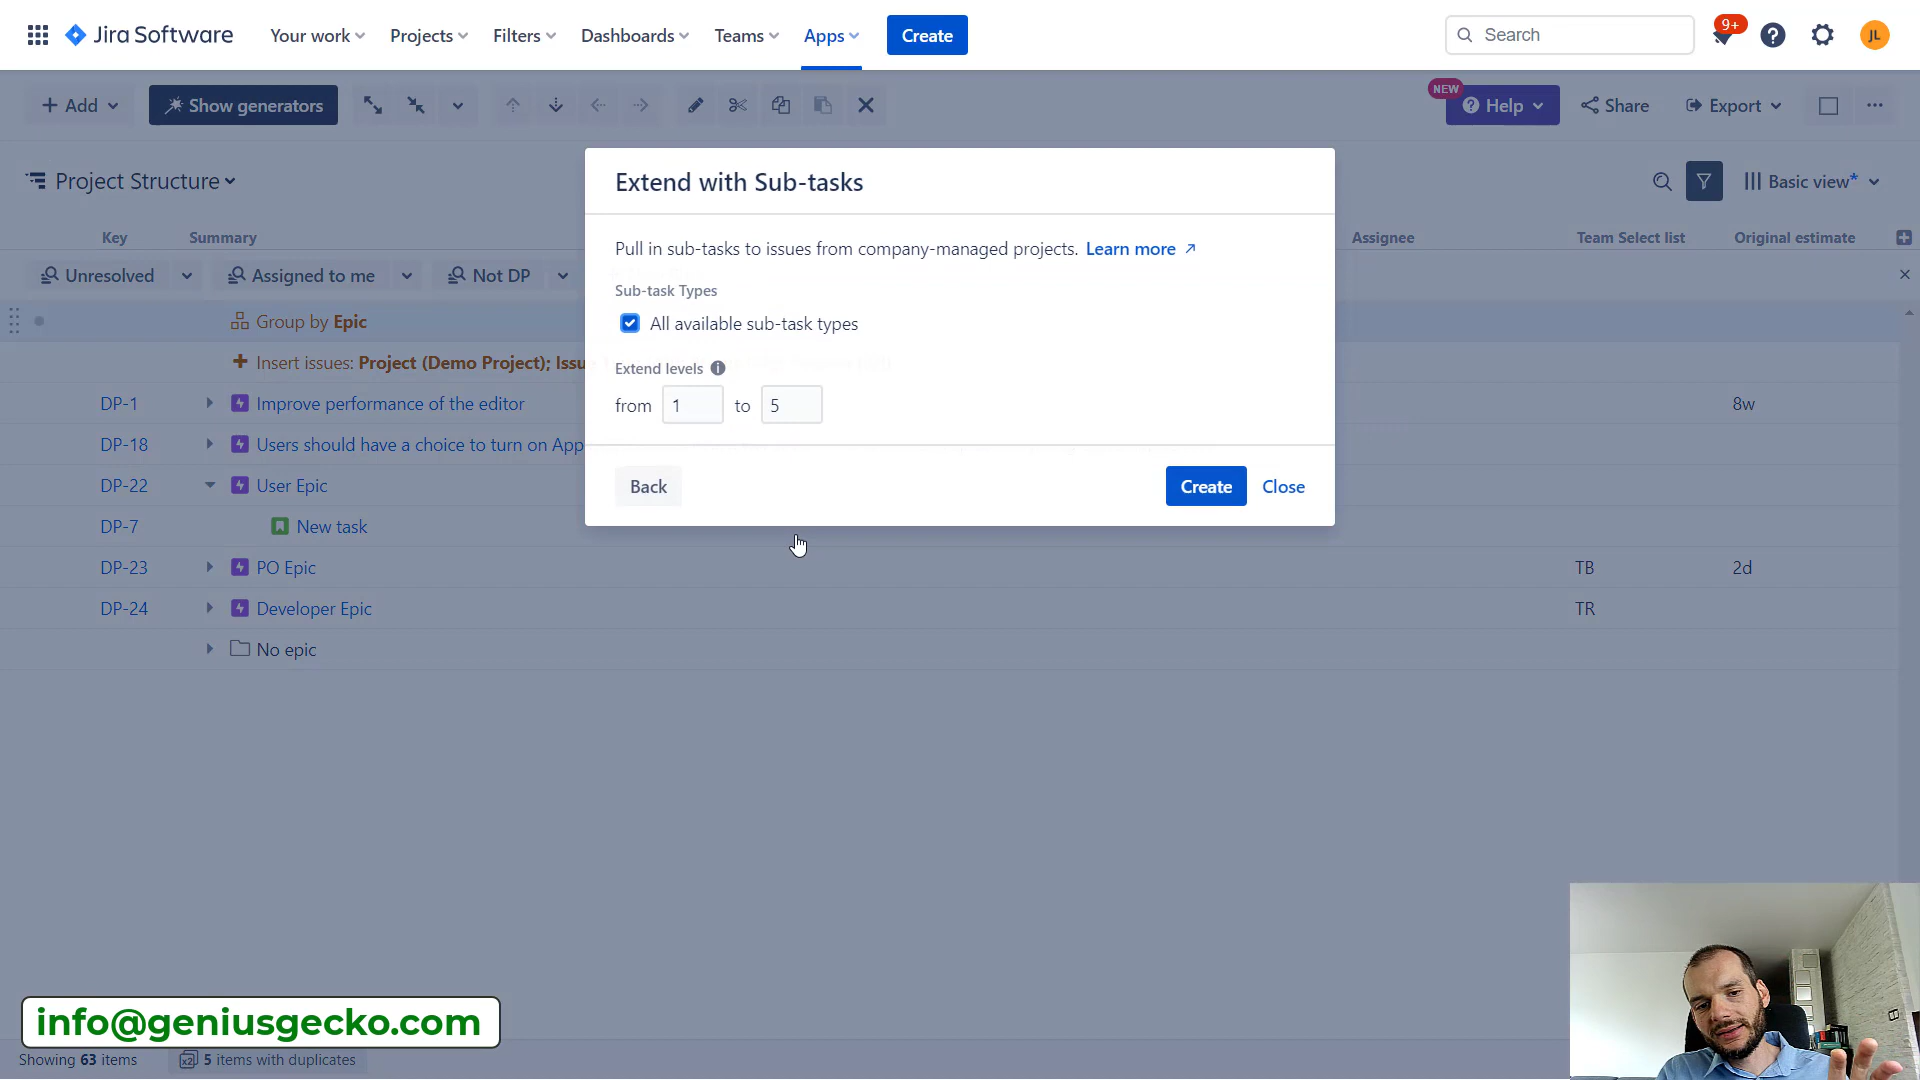 Jira Software Your work Projects Filters Dashboards Teams Apps Create Search 9+ JL
Add Show generators NEW Help Share Export
Project Structure Basic view*
Key Summary Assignee Team Select list Original estimate
Unresolved Assigned to me Not DP
Group by Epic
Insert issues: Project (Demo Project); Issu
DP-1 Improve performance of the editor 8w
DP-18 Users should have a choice to turn on App
DP-22 User Epic
DP-7 New task
DP-23 PO Epic TB 2d
DP-24 Developer Epic TR
No epic
Extend with Sub-tasks
Pull in sub-tasks to issues from company-managed projects. Learn more
Sub-task Types
All available sub-task types
Extend levels
from 1 to 5
Back Create Close
info@geniusgecko.com
Showing 63 items x2 5 items with duplicates